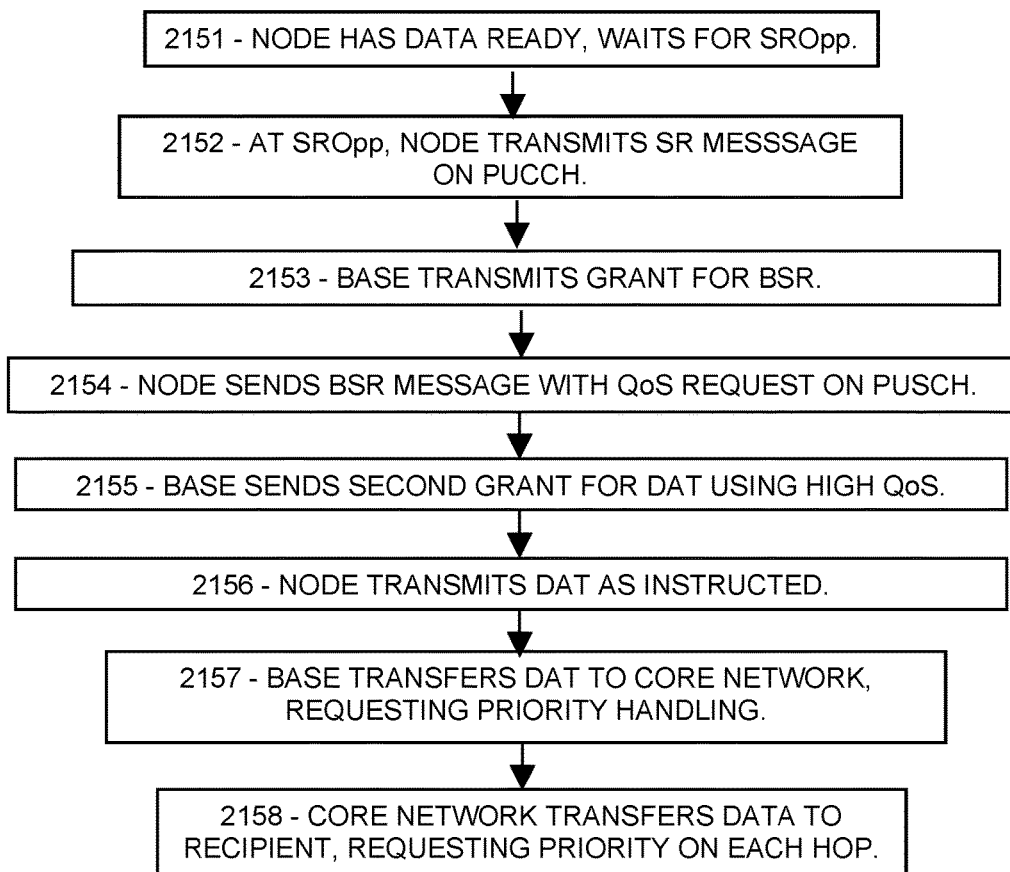 2151 - NODE HAS DATA READY, WAITS FOR SROpp.
2152 - AT SROpp, NODE TRANSMITS SR MESSSAGE
ON PUCCH.
2153 - BASE TRANSMITS GRANT FOR BSR.
2154 - NODE SENDS BSR MESSAGE WITH QoS REQUEST ON PUSCH.
2155 - BASE SENDS SECOND GRANT FOR DAT USING HIGH QoS.
2156 - NODE TRANSMITS DAT AS INSTRUCTED.
2157 - BASE TRANSFERS DAT TO CORE NETWORK,
REQUESTING PRIORITY HANDLING.
2158 - CORE NETWORK TRANSFERS DATA TO
RECIPIENT, REQUESTING PRIORITY ON EACH HOP.